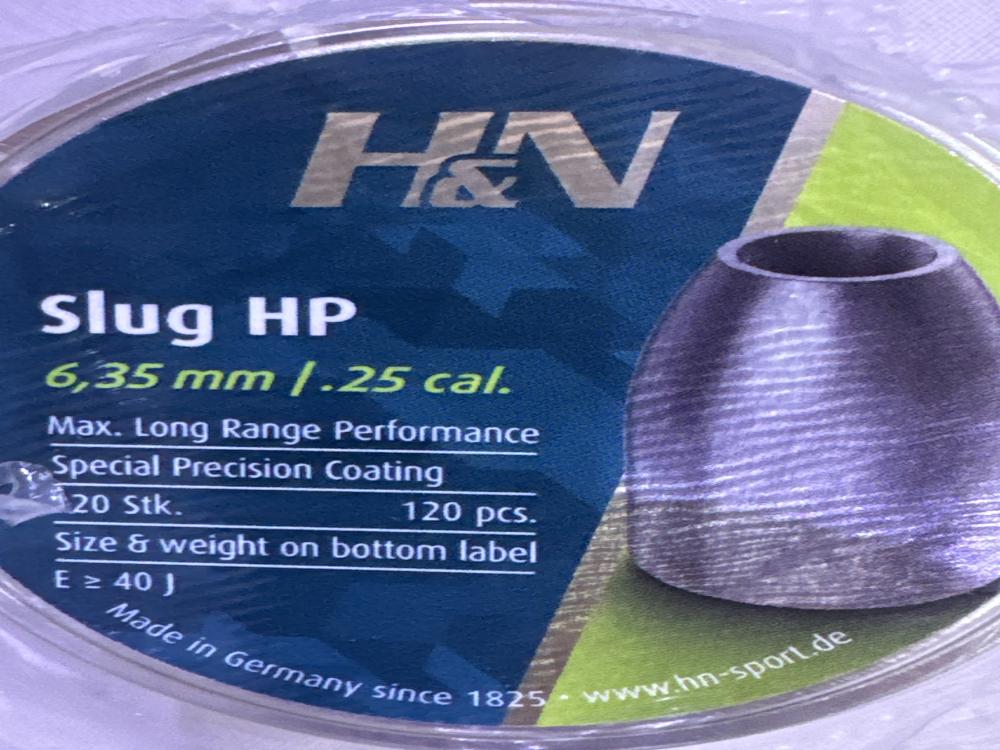 H&N
Slug HP
6,35 mm / .25 cal.
Max. Long Range Performance
Special Precision Coating
120 Stk. 120 pcs.
Size & weight on bottom label
E ≥ 40 J
Made in Germany since 1825 · www.hn-sport.de